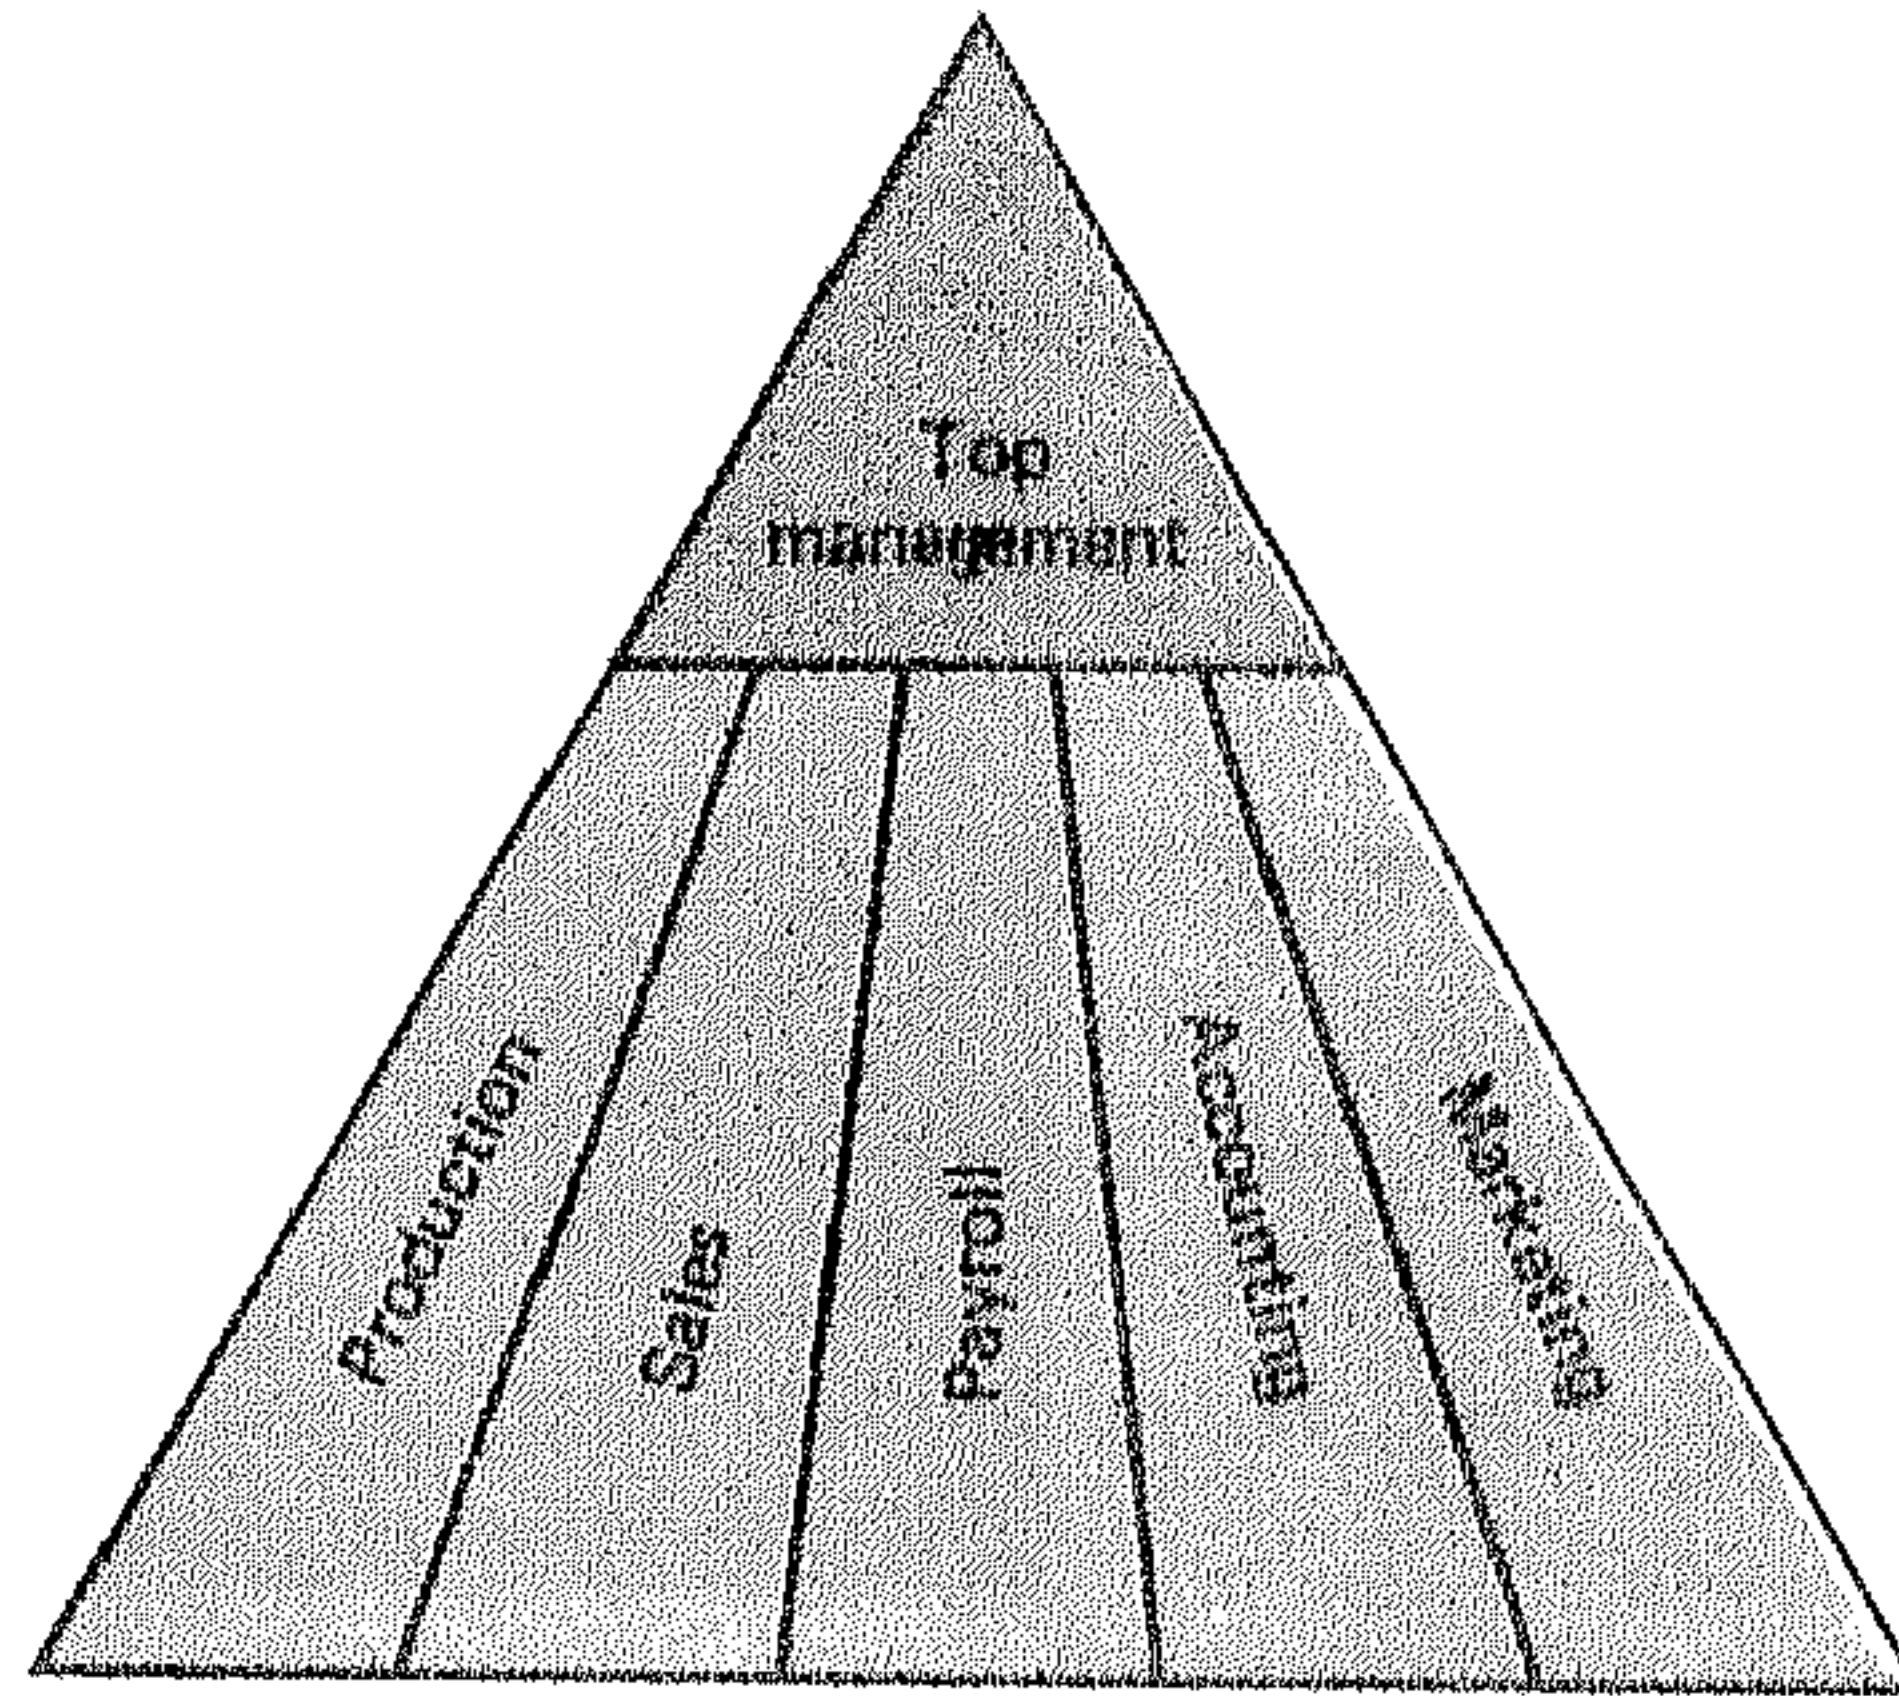 Top
management
Production
Sales
Payroll
Accounting
Marketing